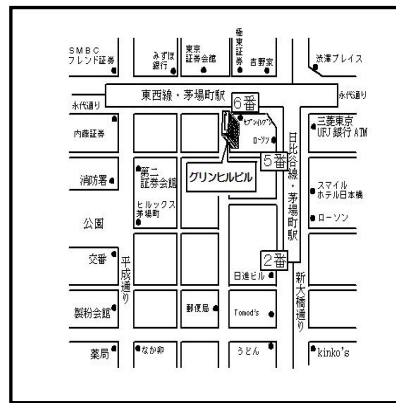 SMBC
フレンド証券
みずほ
銀行
東京
証券会館
極東証券
吉野家
渋澤プレイス
永代通り
東西線・茅場町駅
永代通り
6番
内藤証券
セブンイレブン
ローソン
三菱東京
UFJ 銀行 ATM
日比谷線・茅場町駅
5番
消防署
第二
証券会館
グリンヒルビル
スマイル
ホテル日本橋
ヒルックス
茅場町
ローソン
公園
交番
平成通り
2番
日進ビル
新大橋通り
製粉会館
郵便局
Tomod's
薬局
なか卯
うどん
kinko's